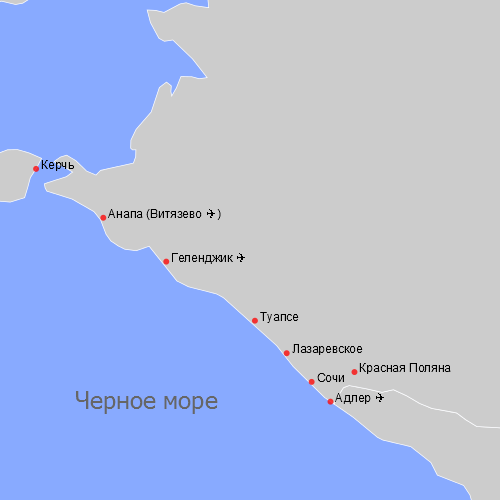 Керчь
Анапа (Витязево ✈)
Геленджик ✈
Туапсе
Лазаревское
Красная Поляна
Сочи
Адлер ✈
Черное море